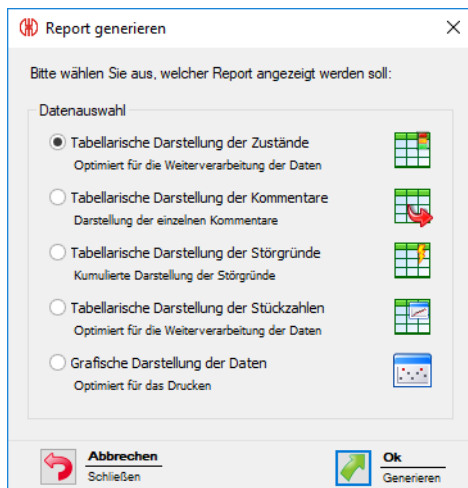 Report generieren
Bitte wählen Sie aus, welcher Report angezeigt werden soll:
Datenauswahl
Tabellarische Darstellung der Zustände
Optimiert für die Weiterverarbeitung der Daten
Tabellarische Darstellung der Kommentare
Darstellung der einzelnen Kommentare
Tabellarische Darstellung der Störgründe
Kumulierte Darstellung der Störgründe
Tabellarische Darstellung der Stückzahlen
Optimiert für die Weiterverarbeitung der Daten
Grafische Darstellung der Daten
Optimiert für das Drucken
Abbrechen
Schließen
Ok
Generieren